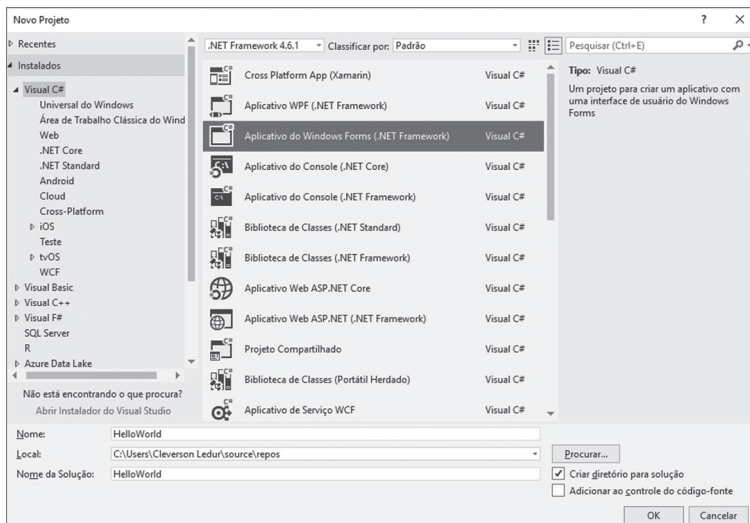 Novo Projeto
? ×
Recentes
Instalados
Visual C#
Universal do Windows
Área de Trabalho Clássica do Wind
Web
.NET Core
.NET Standard
Android
Cloud
Cross-Platform
iOS
Teste
tvOS
WCF
Visual Basic
Visual C++
Visual F#
SQL Server
R
Azure Data Lake
Não está encontrando o que procura?
Abrir Instalador do Visual Studio
.NET Framework 4.6.1 Classificar por: Padrão
Cross Platform App (Xamarin) Visual C#
Aplicativo WPF (.NET Framework) Visual C#
Aplicativo do Windows Forms (.NET Framework) Visual C#
Aplicativo do Console (.NET Core) Visual C#
Aplicativo do Console (.NET Framework) Visual C#
Biblioteca de Classes (.NET Standard) Visual C#
Biblioteca de Classes (.NET Framework) Visual C#
Aplicativo Web ASP.NET Core Visual C#
Aplicativo Web ASP.NET (.NET Framework) Visual C#
Projeto Compartilhado Visual C#
Biblioteca de Classes (Portátil Herdado) Visual C#
Aplicativo de Serviço WCF Visual C#
Pesquisar (Ctrl+E)
Tipo: Visual C#
Um projeto para criar um aplicativo com
uma interface de usuário do Windows
Forms
Nome: HelloWorld
Local: C:\Users\Cleverson Ledur\source\repos
Nome da Solução: HelloWorld
Procurar...
Criar diretório para solução
Adicionar ao controle do código-fonte
OK Cancelar